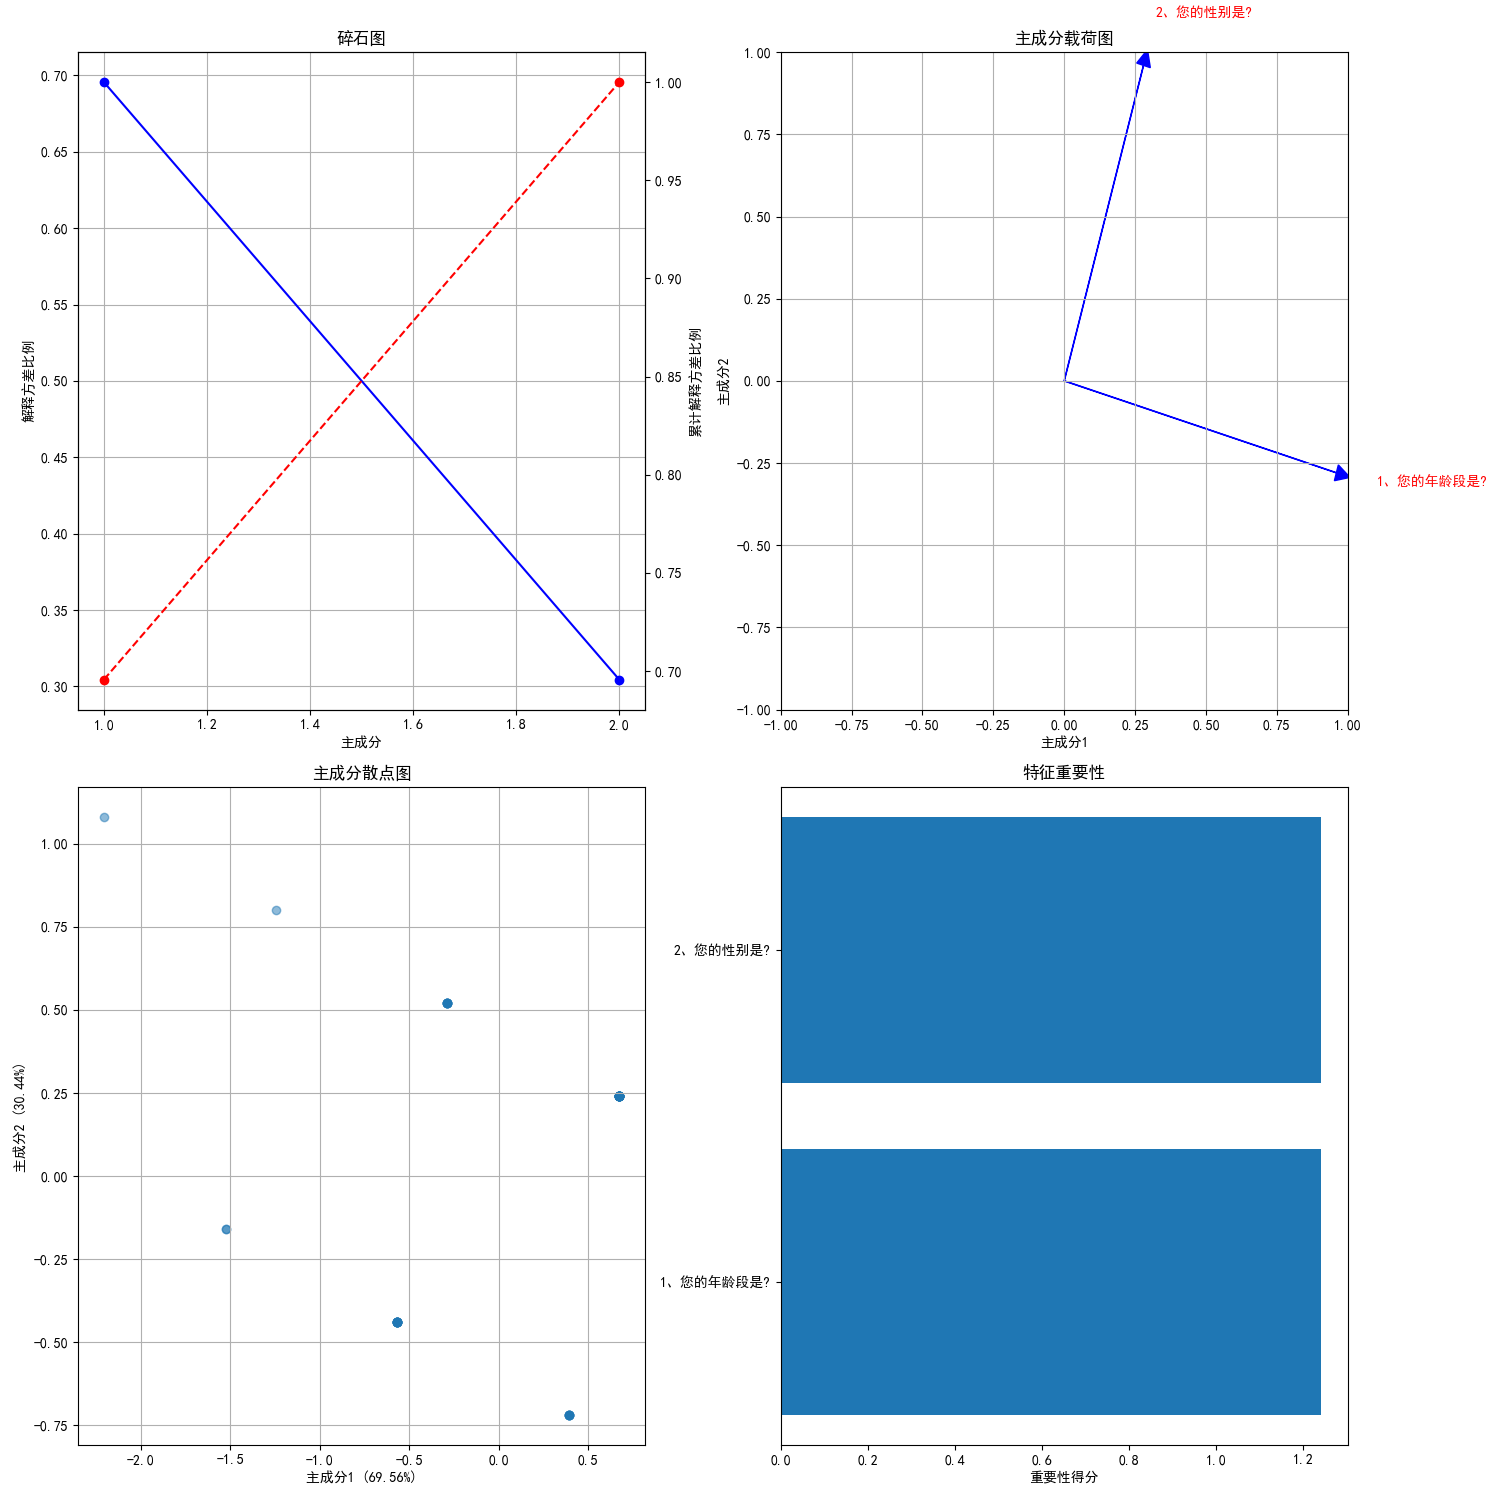 碎石图
0.70
0.65
0.60
0.55
0.50
0.45
0.40
0.35
0.30
解释方差比例
1.0 1.2 1.4 1.6 1.8 2.0
主成分
1.00
0.95
0.90
0.85
0.80
0.75
0.70
累计解释方差比例
2、您的性别是?
主成分载荷图
1.00
0.75
0.50
0.25
0.00
−0.25
−0.50
−0.75
−1.00
主成分2
1、您的年龄段是?
−1.00 −0.75 −0.50 −0.25 0.00 0.25 0.50 0.75 1.00
主成分1
主成分散点图
1.00
0.75
0.50
0.25
0.00
−0.25
−0.50
−0.75
主成分2 (30.44%)
−2.0 −1.5 −1.0 −0.5 0.0 0.5
主成分1 (69.56%)
特征重要性
2、您的性别是?
1、您的年龄段是?
0.0 0.2 0.4 0.6 0.8 1.0 1.2
重要性得分